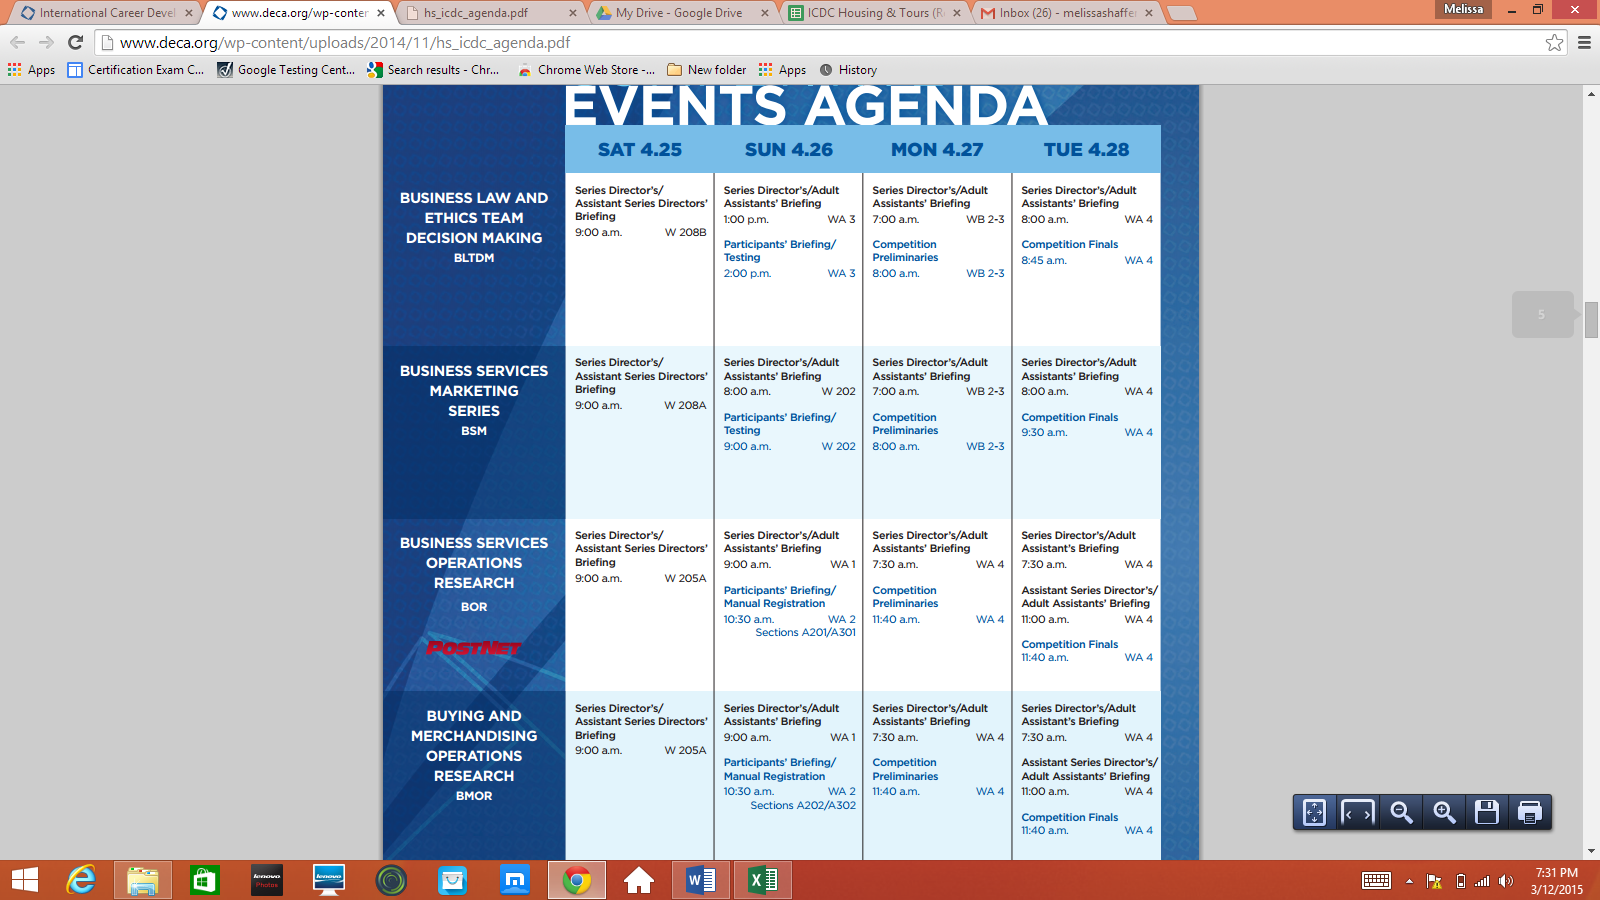 International Career Devel
www.deca.org/wp-conten
hs_icdc_agenda.pdf
My Drive - Google Drive
ICDC Housing & Tours (R
Inbox (26) - melissashaffer
Melissa
www.deca.org/wp-content/uploads/2014/11/hs_icdc_agenda.pdf
Apps
Certification Exam C...
Google Testing Cent...
Search results - Chr...
Chrome Web Store -...
New folder
Apps
History
EVENTS AGENDA
SAT 4.25
SUN 4.26
MON 4.27
TUE 4.28
BUSINESS LAW AND
ETHICS TEAM
DECISION MAKING
BLTDM
Series Director's/
Assistant Series Directors'
Briefing
9:00 a.m. W 208B
Series Director's/Adult
Assistants' Briefing
1:00 p.m. WA 3
Participants' Briefing/
Testing
2:00 p.m. WA 3
Series Director's/Adult
Assistants' Briefing
7:00 a.m. WB 2-3
Competition
Preliminaries
8:00 a.m. WB 2-3
Series Director's/Adult
Assistants' Briefing
8:00 a.m. WA 4
Competition Finals
8:45 a.m. WA 4
5
BUSINESS SERVICES
MARKETING
SERIES
BSM
Series Director's/
Assistant Series Directors'
Briefing
9:00 a.m. W 208A
Series Director's/Adult
Assistants' Briefing
8:00 a.m. W 202
Participants' Briefing/
Testing
9:00 a.m. W 202
Series Director's/Adult
Assistants' Briefing
7:00 a.m. WB 2-3
Competition
Preliminaries
8:00 a.m. WB 2-3
Series Director's/Adult
Assistants' Briefing
8:00 a.m. WA 4
Competition Finals
9:30 a.m. WA 4
BUSINESS SERVICES
OPERATIONS
RESEARCH
BOR
POSTNET
Series Director's/
Assistant Series Directors'
Briefing
9:00 a.m. W 205A
Series Director's/Adult
Assistants' Briefing
9:00 a.m. WA 1
Participants' Briefing/
Manual Registration
10:30 a.m. WA 2
Sections A201/A301
Series Director's/Adult
Assistants' Briefing
7:30 a.m. WA 4
Competition
Preliminaries
11:40 a.m. WA 4
Series Director's/Adult
Assistant's Briefing
7:30 a.m. WA 4
Assistant Series Director's/
Adult Assistants' Briefing
11:00 a.m. WA 4
Competition Finals
11:40 a.m. WA 4
BUYING AND
MERCHANDISING
OPERATIONS
RESEARCH
BMOR
Series Director's/
Assistant Series Directors'
Briefing
9:00 a.m. W 205A
Series Director's/Adult
Assistants' Briefing
9:00 a.m. WA 1
Participants' Briefing/
Manual Registration
10:30 a.m. WA 2
Sections A202/A302
Series Director's/Adult
Assistants' Briefing
7:30 a.m. WA 4
Competition
Preliminaries
11:40 a.m. WA 4
Series Director's/Adult
Assistant's Briefing
7:30 a.m. WA 4
Assistant Series Director's/
Adult Assistants' Briefing
11:00 a.m. WA 4
Competition Finals
11:40 a.m. WA 4
lenovo
Photos
lenovo
7:31 PM
3/12/2015